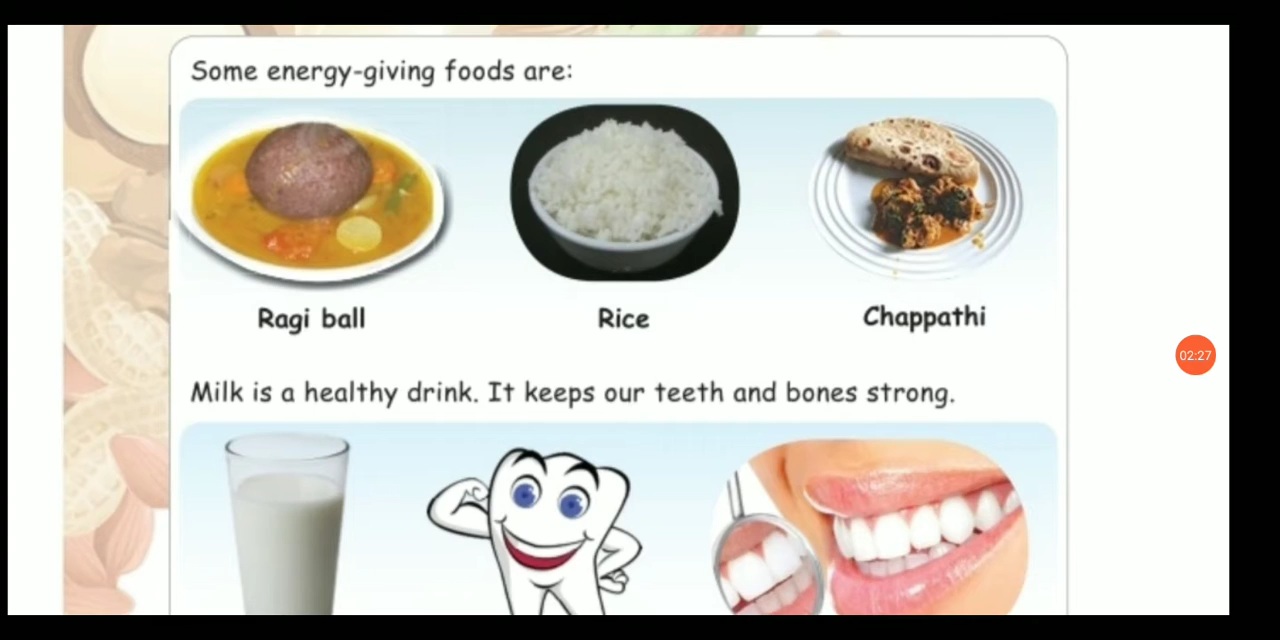 Some energy-giving foods are:
Ragi ball
Rice
Chappathi
02:27
Milk is a healthy drink. It keeps our teeth and bones strong.